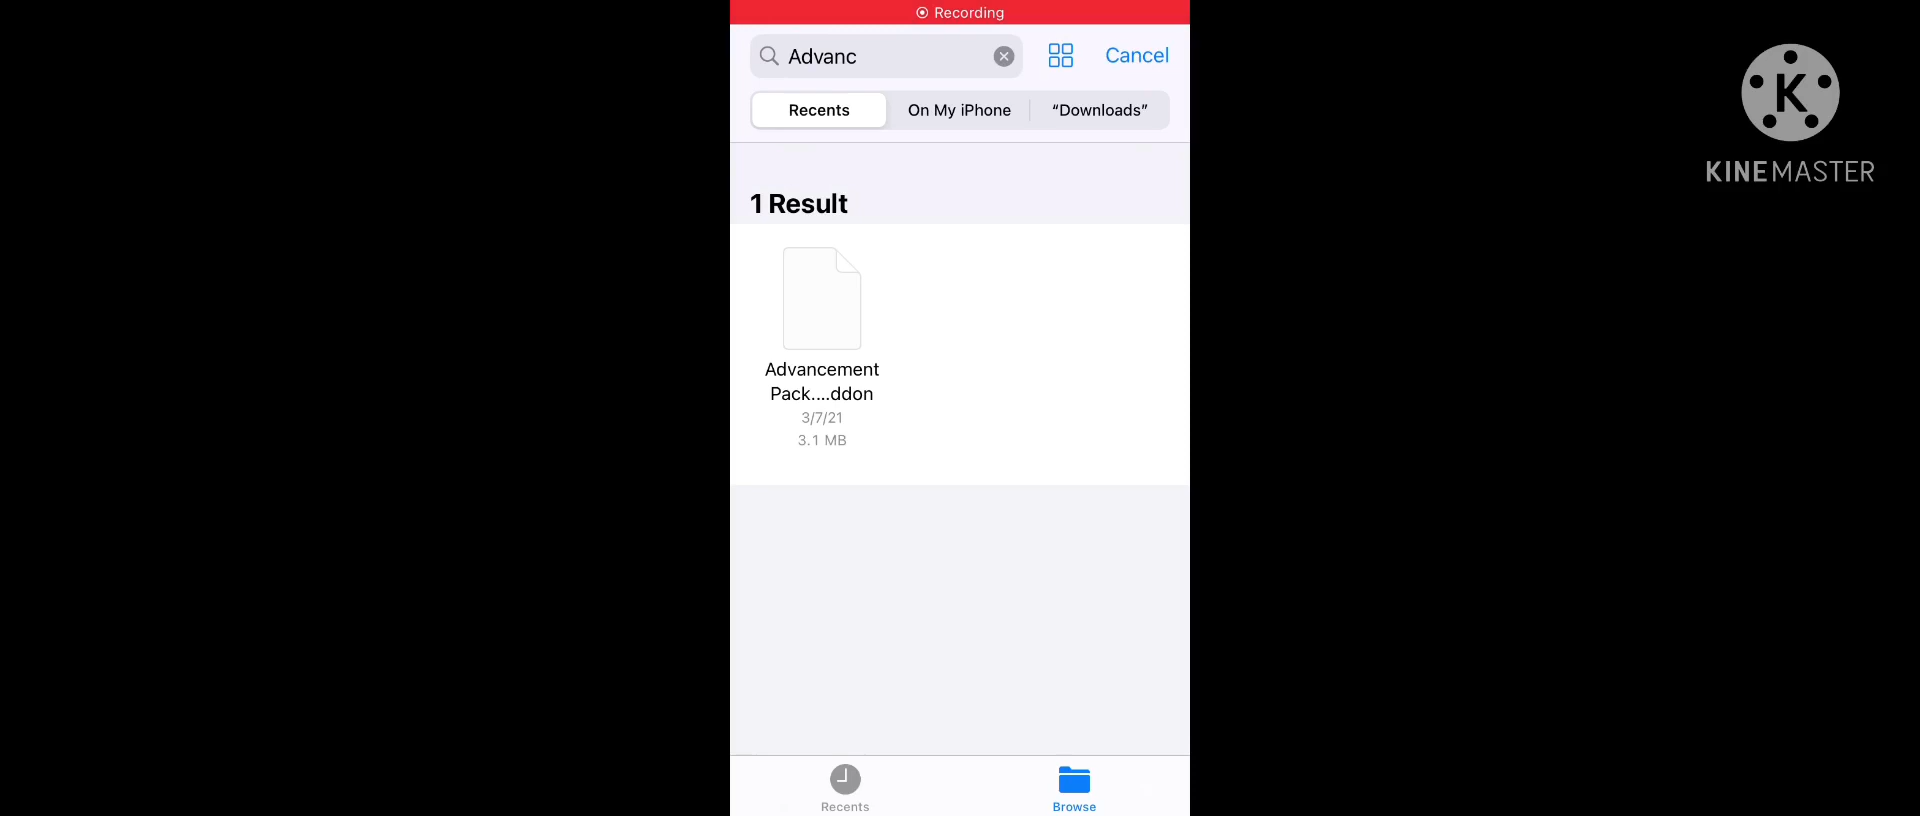 Recording
Advanc
Cancel
Recents
On My iPhone
“Downloads”
1 Result
Advancement
Pack....ddon
3/7/21
3.1 MB
Recents
Browse
K
KINEMASTER